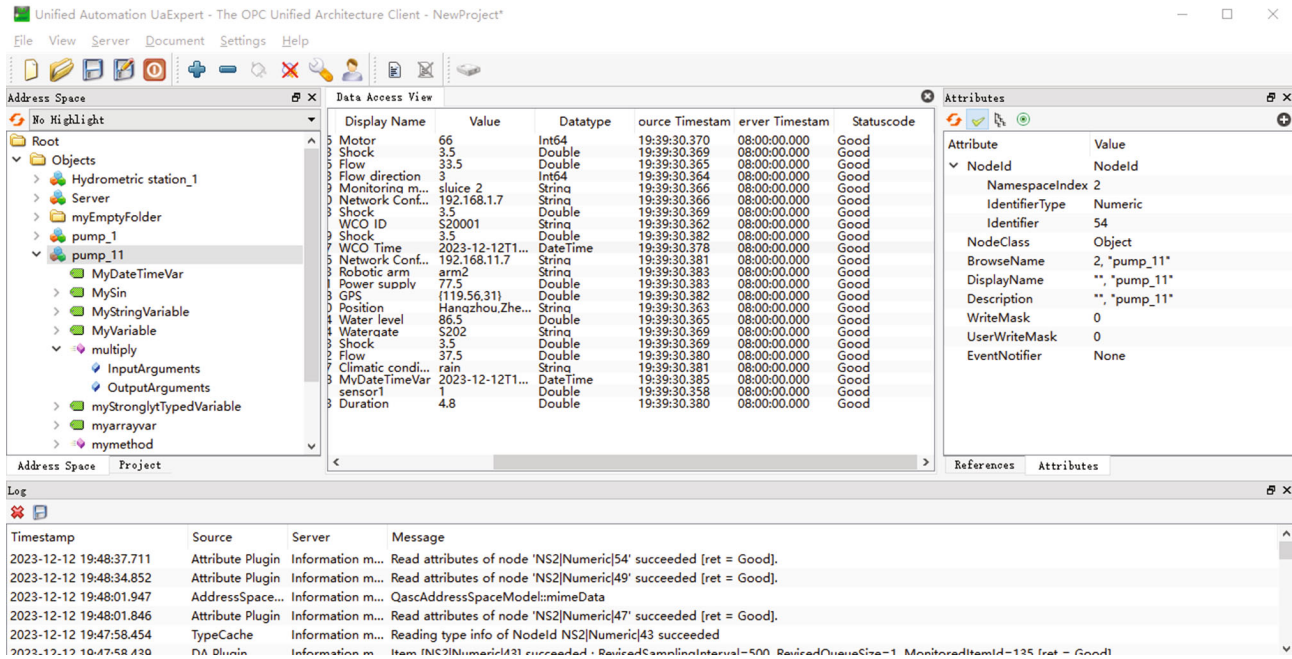 Unified Automation UaExpert - The OPC Unified Architecture Client - NewProject*
File View Server Document Settings Help
Address Space
No Highlight
Root
Objects
Hydrometric station_1
Server
myEmptyFolder
pump_1
pump_11
MyDateTimeVar
MySin
MyStringVariable
MyVariable
multiply
InputArguments
OutputArguments
myStronglytTypedVariable
myarrayvar
mymethod
Address Space Project
Data Access View
Display Name Value Datatype ource Timestam erver Timestam Statuscode
Motor 66 Int64 19:39:30.370 08:00:00.000 Good
Shock 3.5 Double 19:39:30.369 08:00:00.000 Good
Flow 33.5 Double 19:39:30.365 08:00:00.000 Good
Flow direction 3 Int64 19:39:30.364 08:00:00.000 Good
Monitoring m... sluice 2 String 19:39:30.366 08:00:00.000 Good
Network Conf... 192.168.1.7 String 19:39:30.366 08:00:00.000 Good
Shock 3.5 Double 19:39:30.369 08:00:00.000 Good
WCO ID S20001 String 19:39:30.362 08:00:00.000 Good
Shock 3.5 Double 19:39:30.382 08:00:00.000 Good
WCO Time 2023-12-12T1... DateTime 19:39:30.378 08:00:00.000 Good
Network Conf... 192.168.11.7 String 19:39:30.381 08:00:00.000 Good
Robotic arm arm2 String 19:39:30.383 08:00:00.000 Good
Power supply 77.5 Double 19:39:30.383 08:00:00.000 Good
GPS {119.56,31} Double 19:39:30.382 08:00:00.000 Good
Position Hangzhou,Zhe... String 19:39:30.363 08:00:00.000 Good
Water level 86.5 Double 19:39:30.365 08:00:00.000 Good
Watergate S202 String 19:39:30.369 08:00:00.000 Good
Shock 3.5 Double 19:39:30.369 08:00:00.000 Good
Flow 37.5 Double 19:39:30.380 08:00:00.000 Good
Climatic condi... rain String 19:39:30.381 08:00:00.000 Good
MyDateTimeVar 2023-12-12T1... DateTime 19:39:30.385 08:00:00.000 Good
sensor1 1 Double 19:39:30.358 08:00:00.000 Good
Duration 4.8 Double 19:39:30.380 08:00:00.000 Good
Attributes
Attribute Value
NodeId NodeId
NamespaceIndex 2
IdentifierType Numeric
Identifier 54
NodeClass Object
BrowseName 2, "pump_11"
DisplayName "", "pump_11"
Description "", "pump_11"
WriteMask 0
UserWriteMask 0
EventNotifier None
References Attributes
Log
Timestamp Source Server Message
2023-12-12 19:48:37.711 Attribute Plugin Information m... Read attributes of node 'NS2|Numeric|54' succeeded [ret = Good].
2023-12-12 19:48:34.852 Attribute Plugin Information m... Read attributes of node 'NS2|Numeric|49' succeeded [ret = Good].
2023-12-12 19:48:01.947 AddressSpace... Information m... QascAddressSpaceModel::mimeData
2023-12-12 19:48:01.846 Attribute Plugin Information m... Read attributes of node 'NS2|Numeric|47' succeeded [ret = Good].
2023-12-12 19:47:58.454 TypeCache Information m... Reading type info of NodeId NS2|Numeric|43 succeeded
2023-12-12 19:47:58.439 DA Plugin Information m... Item [NS2|Numeric|43] succeeded : RevisedSamplingInterval=500, RevisedQueueSize=1, MonitoredItemId=135 [ret = Good]